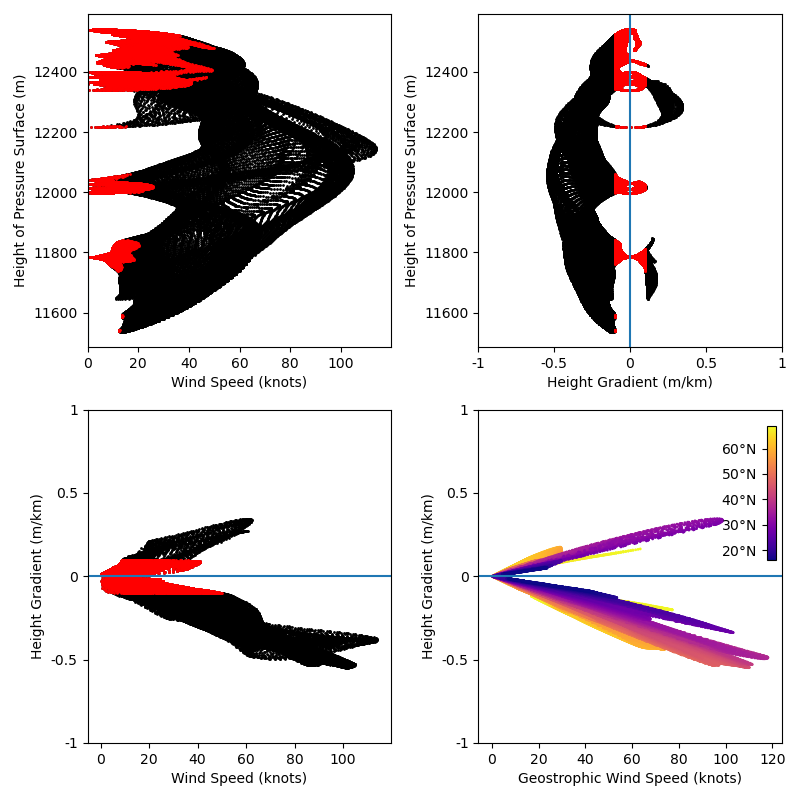 Height of Pressure Surface (m)
12400
12200
12000
11800
11600
0 20 40 60 80 100
Wind Speed (knots)
Height of Pressure Surface (m)
12400
12200
12000
11800
11600
-1 -0.5 0 0.5 1
Height Gradient (m/km)
Height Gradient (m/km)
1
0.5
0
-0.5
-1
0 20 40 60 80 100
Wind Speed (knots)
Height Gradient (m/km)
1
0.5
0
-0.5
-1
60°N
50°N
40°N
30°N
20°N
0 20 40 60 80 100 120
Geostrophic Wind Speed (knots)